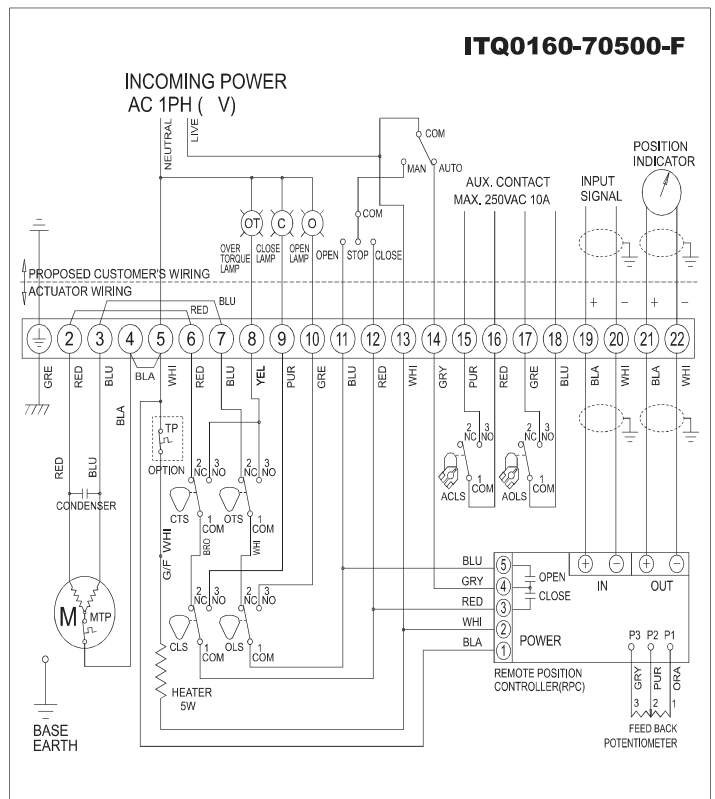 ITQ0160-70500-F
INCOMING POWER
AC 1PH ( V)
NEUTRAL
LIVE
COM
MAN
AUTO
POSITION
INDICATOR
AUX. CONTACT
MAX. 250VAC 10A
INPUT
SIGNAL
COM
OT
C
O
OVER
TORQUE
LAMP
CLOSE
LAMP
OPEN
LAMP
OPEN
STOP
CLOSE
PROPOSED CUSTOMER'S WIRING
ACTUATOR WIRING
BLU
RED
+ - + -
2 3 4 5 6 7 8 9 10 11 12 13 14 15 16 17 18 19 20 21 22
GRE RED BLU BLA WHI RED BLU YEL PUR GRE BLU RED WHI GRY PUR RED GRE BLU BLA WHI BLA WHI
BLA
TP
OPTION
RED
BLU
CONDENSER
2 3
NC NO
2 3
NC NO
2 3
NC NO
2 3
NC NO
1
COM
ACLS
1
COM
AOLS
CTS
1
COM
OTS
1
COM
BRO
WHI
G/F WHI
2 3
NC NO
2 3
NC NO
CLS
1
COM
OLS
1
COM
M
MTP
HEATER
5W
BASE
EARTH
BLU 5
GRY 4
RED 3
WHI 2
BLA 1
OPEN
CLOSE
POWER
+ - + -
IN OUT
P3 P2 P1
GRY PUR ORA
3 2 1
REMOTE POSITION
CONTROLLER(RPC)
FEED BACK
POTENTIOMETER